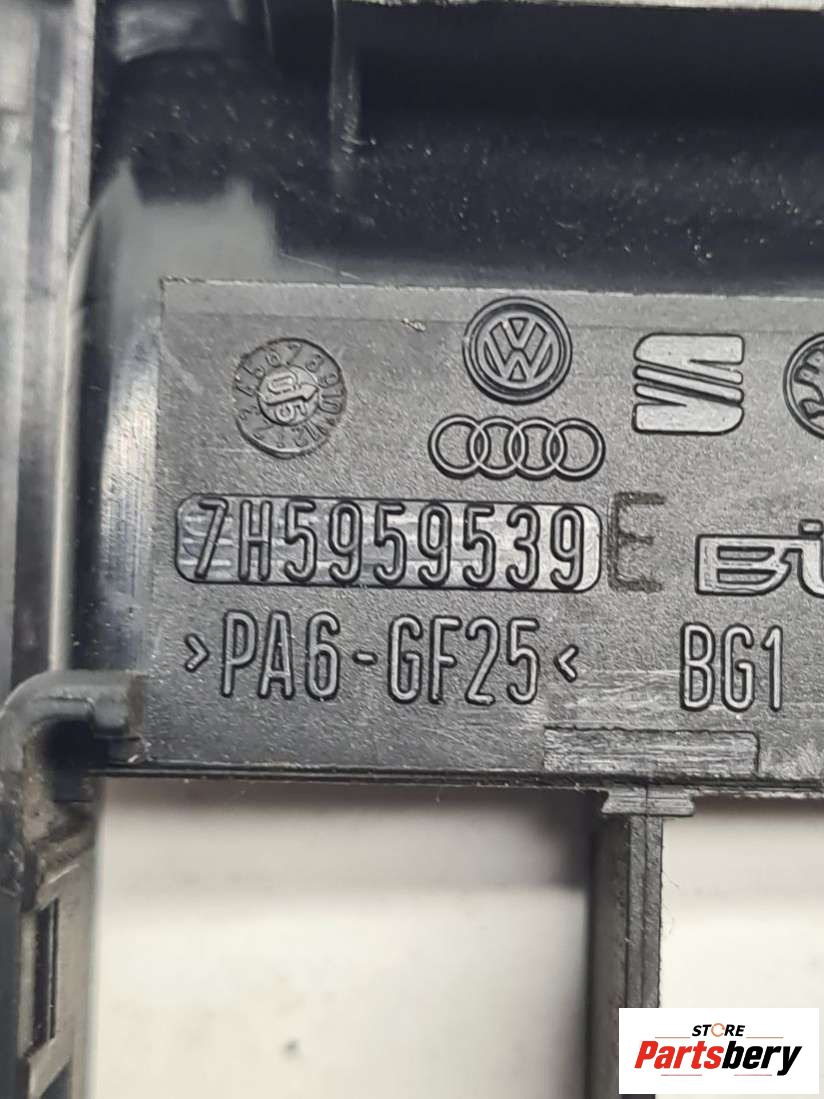 7H5959539 E
>PA6-GF25< BG1
STORE
Partsbery